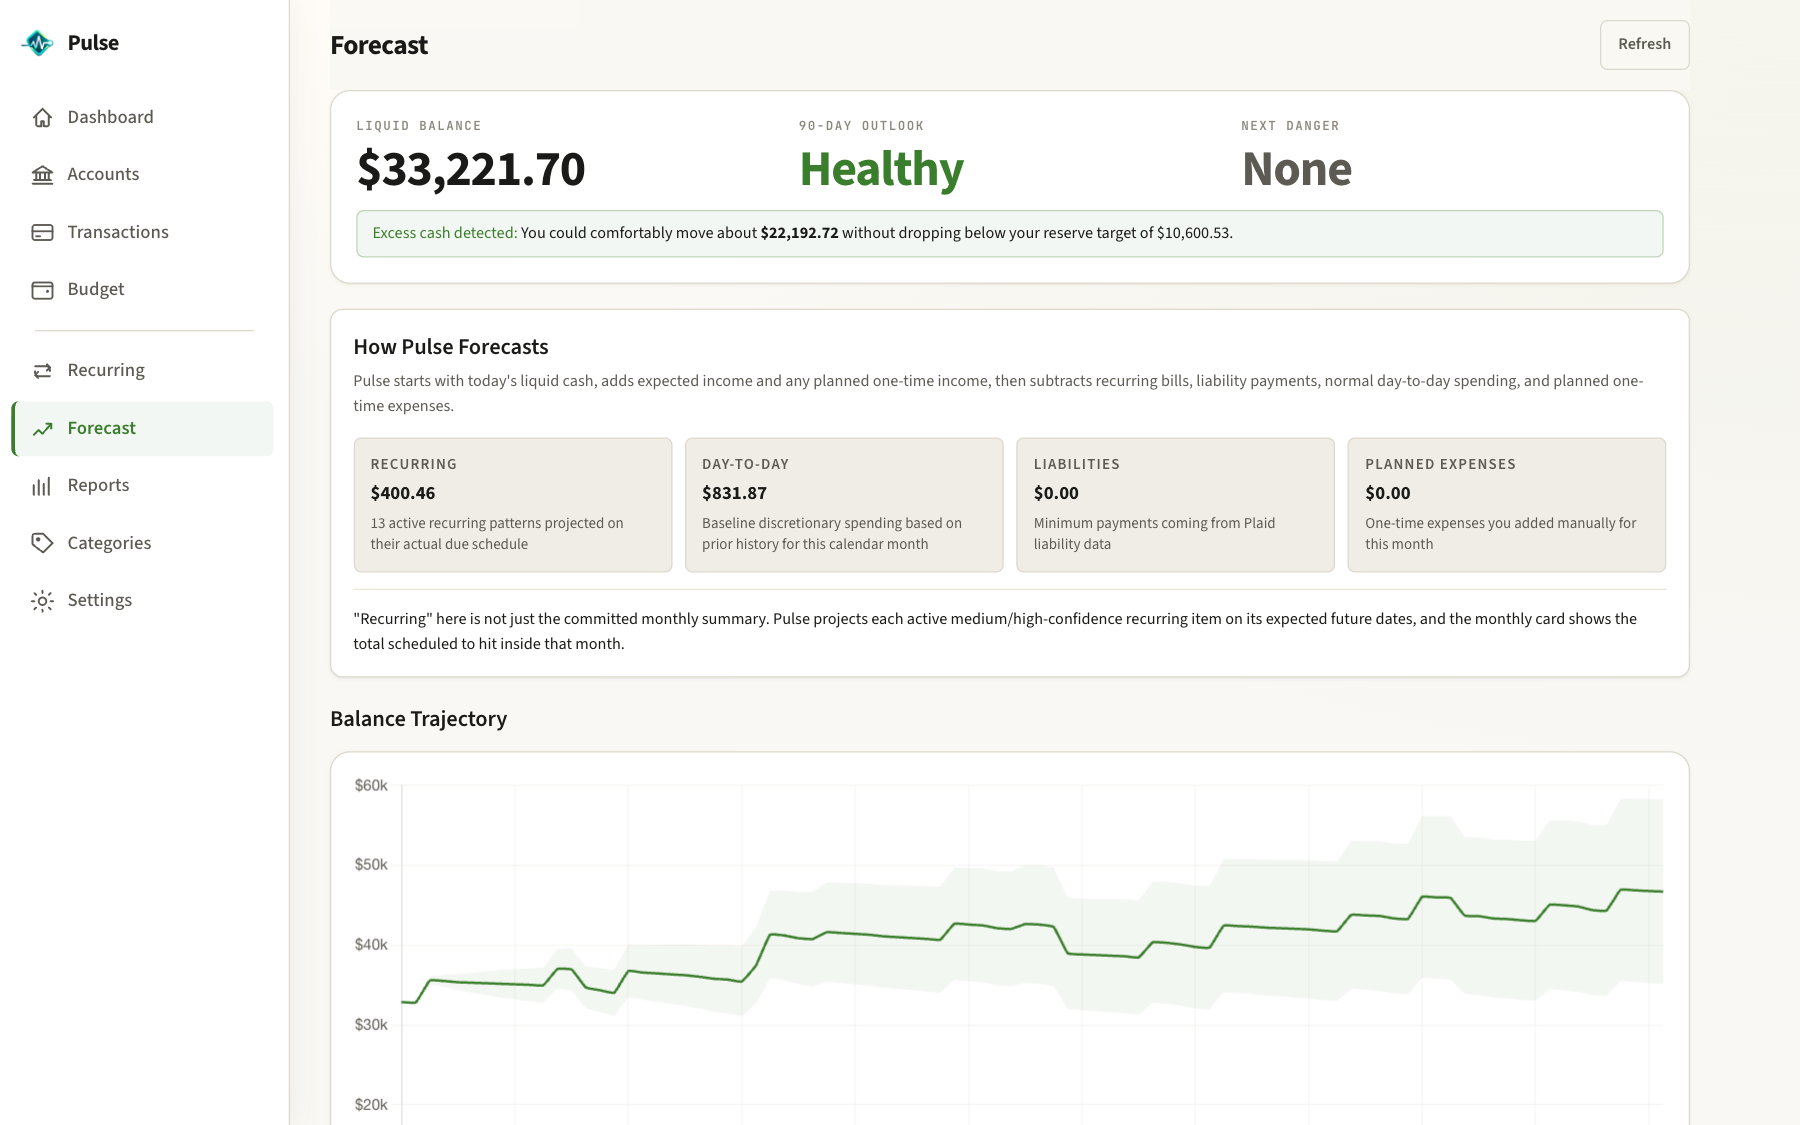 Pulse
Dashboard
Accounts
Transactions
Budget
Recurring
Forecast
Reports
Categories
Settings
Forecast
Refresh
LIQUID BALANCE
$33,221.70
90-DAY OUTLOOK
Healthy
NEXT DANGER
None
Excess cash detected: You could comfortably move about $22,192.72 without dropping below your reserve target of $10,600.53.
How Pulse Forecasts
Pulse starts with today's liquid cash, adds expected income and any planned one-time income, then subtracts recurring bills, liability payments, normal day-to-day spending, and planned one-
time expenses.
RECURRING
$400.46
13 active recurring patterns projected on
their actual due schedule
DAY-TO-DAY
$831.87
Baseline discretionary spending based on
prior history for this calendar month
LIABILITIES
$0.00
Minimum payments coming from Plaid
liability data
PLANNED EXPENSES
$0.00
One-time expenses you added manually for
this month
"Recurring" here is not just the committed monthly summary. Pulse projects each active medium/high-confidence recurring item on its expected future dates, and the monthly card shows the
total scheduled to hit inside that month.
Balance Trajectory
$60k
$50k
$40k
$30k
$20k